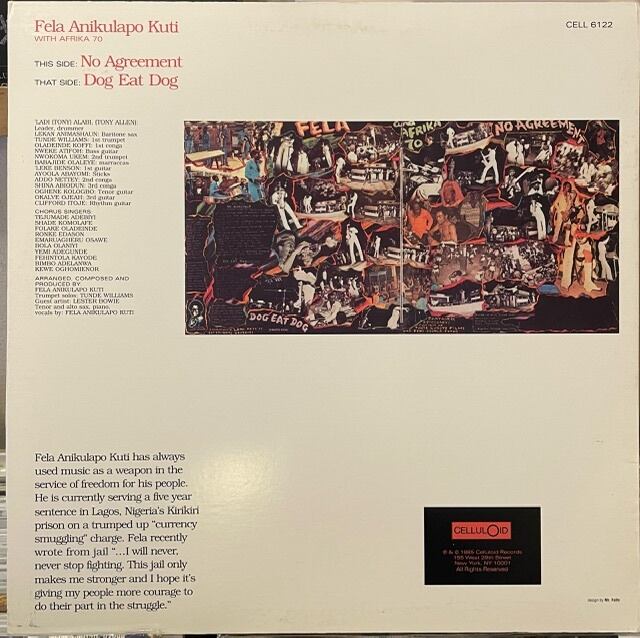 Fela Anikulapo Kuti
WITH AFRIKA 70
CELL 6122
THIS SIDE: No Agreement
THAT SIDE: Dog Eat Dog
'LADI (TONY) ALABI, (TONY ALLEN):
Leader, drummer
LEKAN ANIMASHAUN: Baritone sax
TUNDE WILLIAMS: 1st trumpet
OLADEINDE KOFFI: 1st conga
NWEKE ATIFOH: Bass guitar
NWOKOMA UKEM: 2nd trumpet
BABAJIDE OLALEYE: marraccas
'LEKE BENSON: 1st guitar
AYOOLA ABAYOMI: Sticks
ADDO NETTEY: 2nd conga
SHINA ABIODUN: 3rd conga
OGHENE KOLOGBO: Tenor guitar
OKALVE OJEAH: 3rd guitar
CLIFFORD ITOJE: Rhythm guitar
CHORUS SINGERS:
TEJUMADE ADEBIYI
SHADE KOMOLAFE
FOLAKE OLADEINDE
RONKE EDASON
EMARUAGHERU OSAWE
BOLA OLANIYI
YEMI ADEGUNDE
FEHINTOLA KAYODE
BIMBO ADELANWA
KEWE OGHOMIENOR
ARRANGED, COMPOSED AND
PRODUCED BY:
FELA ANIKULAPO KUTI
Trumpet solos: TUNDE WILLIAMS
Guest artist: LESTER BOWIE
Tenor and alto sax, piano,
vocals by: FELA ANIKULAPO KUTI
FELA
AFRIKA
70
NO AGREEMENT
DOG EAT DOG
Fela Anikulapo Kuti has always
used music as a weapon in the
service of freedom for his people.
He is currently serving a five year
sentence in Lagos, Nigeria's Kirikiri
prison on a trumped up "currency
smuggling" charge. Fela recently
wrote from jail "...I will never,
never stop fighting. This jail only
makes me stronger and I hope it's
giving my people more courage to
do their part in the struggle."
CELLULOID
℗ & © 1985 Celluloid Records
155 West 29th Street
New York, NY 10001
All Rights Reserved
design by